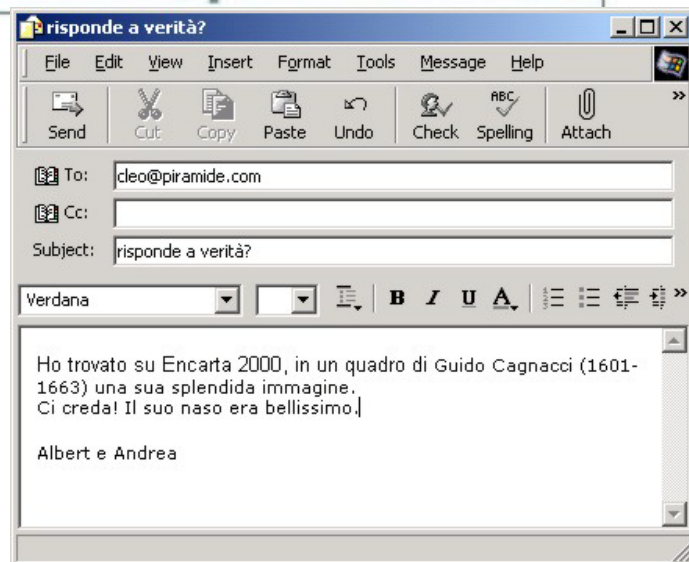 risponde a verità?
File Edit View Insert Format Tools Message Help
Send Cut Copy Paste Undo Check ABC Spelling Attach »
To: cleo@piramide.com
Cc:
Subject: risponde a verità?
Verdana B I U A »
Ho trovato su Encarta 2000, in un quadro di Guido Cagnacci (1601-
1663) una sua splendida immagine.
Ci creda! Il suo naso era bellissimo.
Albert e Andrea